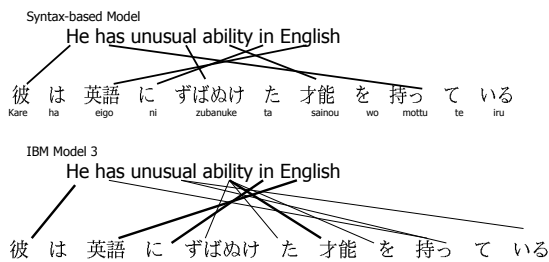 Syntax-based Model
He has unusual ability in English
彼 は 英語 に ずばぬけ た 才能 を 持っ て いる
Kare ha eigo ni zubanuke ta sainou wo mottu te iru
IBM Model 3
He has unusual ability in English
彼 は 英語 に ずばぬけ た 才能 を 持っ て いる